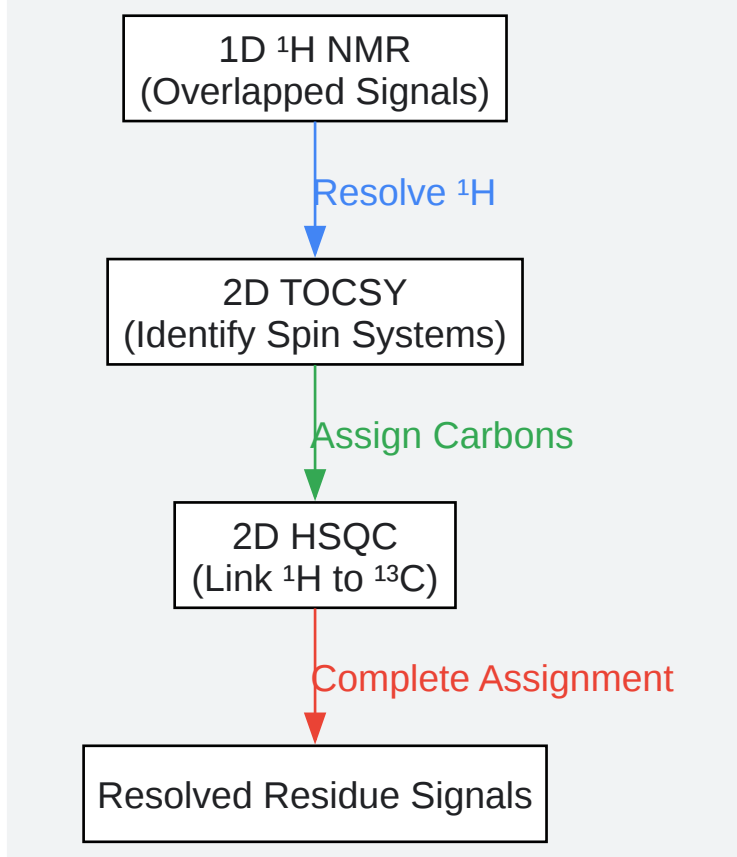 1D ¹H NMR
(Overlapped Signals)
Resolve ¹H
2D TOCSY
(Identify Spin Systems)
Assign Carbons
2D HSQC
(Link ¹H to ¹³C)
Complete Assignment
Resolved Residue Signals